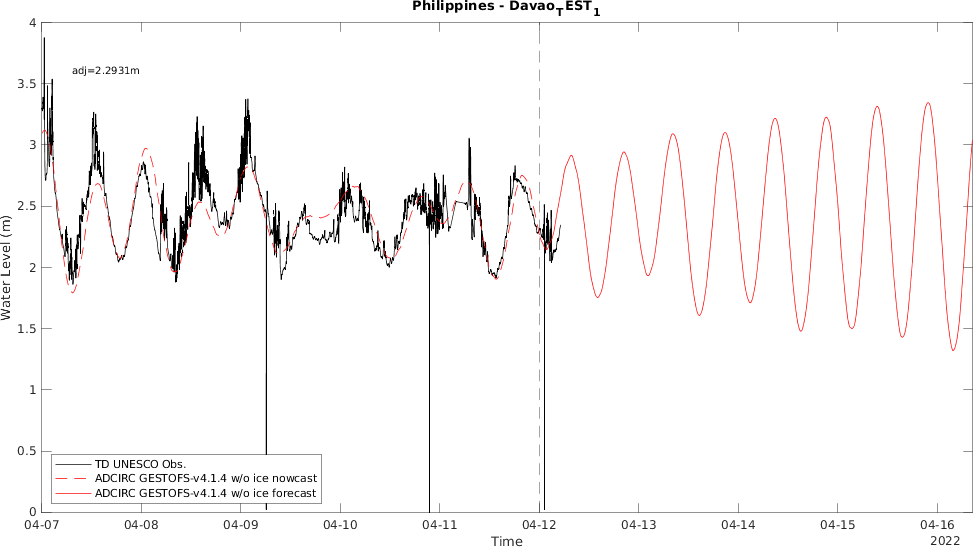 Philippines - Davao_TEST_1
adj=2.2931m
4
3.5
3
2.5
2
1.5
1
0.5
0
Water Level (m)
TD UNESCO Obs.
ADCIRC GESTOFS-v4.1.4 w/o ice nowcast
ADCIRC GESTOFS-v4.1.4 w/o ice forecast
04-07 04-08 04-09 04-10 04-11 04-12 04-13 04-14 04-15 04-16
Time
2022